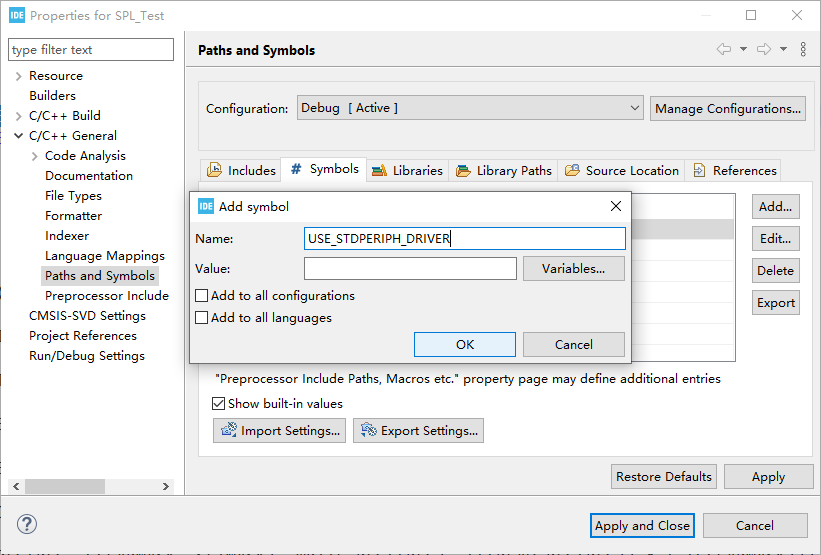 IDE Properties for SPL_Test
type filter text
Paths and Symbols
Resource
Builders
C/C++ Build
C/C++ General
Code Analysis
Documentation
File Types
Formatter
Indexer
Language Mappings
Paths and Symbols
Preprocessor Include
CMSIS-SVD Settings
Project References
Run/Debug Settings
Configuration: Debug [ Active ] Manage Configurations...
Includes # Symbols Libraries Library Paths Source Location References
IDE Add symbol
Name: USE_STDPERIPH_DRIVER
Value: Variables...
Add to all configurations
Add to all languages
OK Cancel
Add...
Edit...
Delete
Export
"Preprocessor Include Paths, Macros etc." property page may define additional entries
Show built-in values
Import Settings... Export Settings...
Restore Defaults Apply
? Apply and Close Cancel